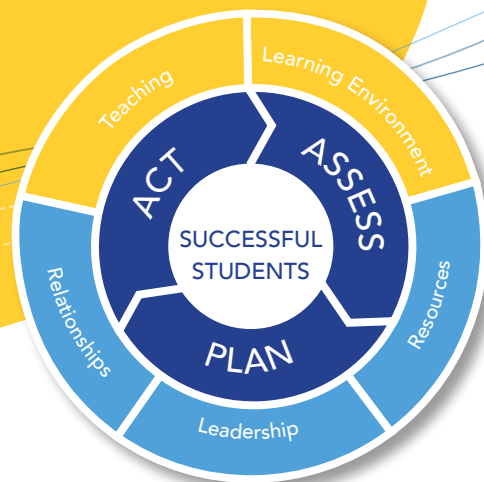 Teaching
Learning Environment
Resources
Leadership
Relationships
ACT
ASSESS
PLAN
SUCCESSFUL
STUDENTS